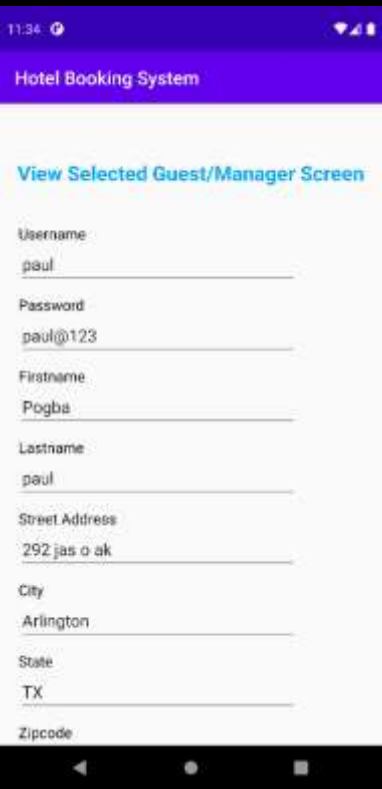 11:34
Hotel Booking System
View Selected Guest/Manager Screen
Username
paul
Password
paul@123
Firstname
Pogba
Lastname
paul
Street Address
292 jas o ak
City
Arlington
State
TX
Zipcode